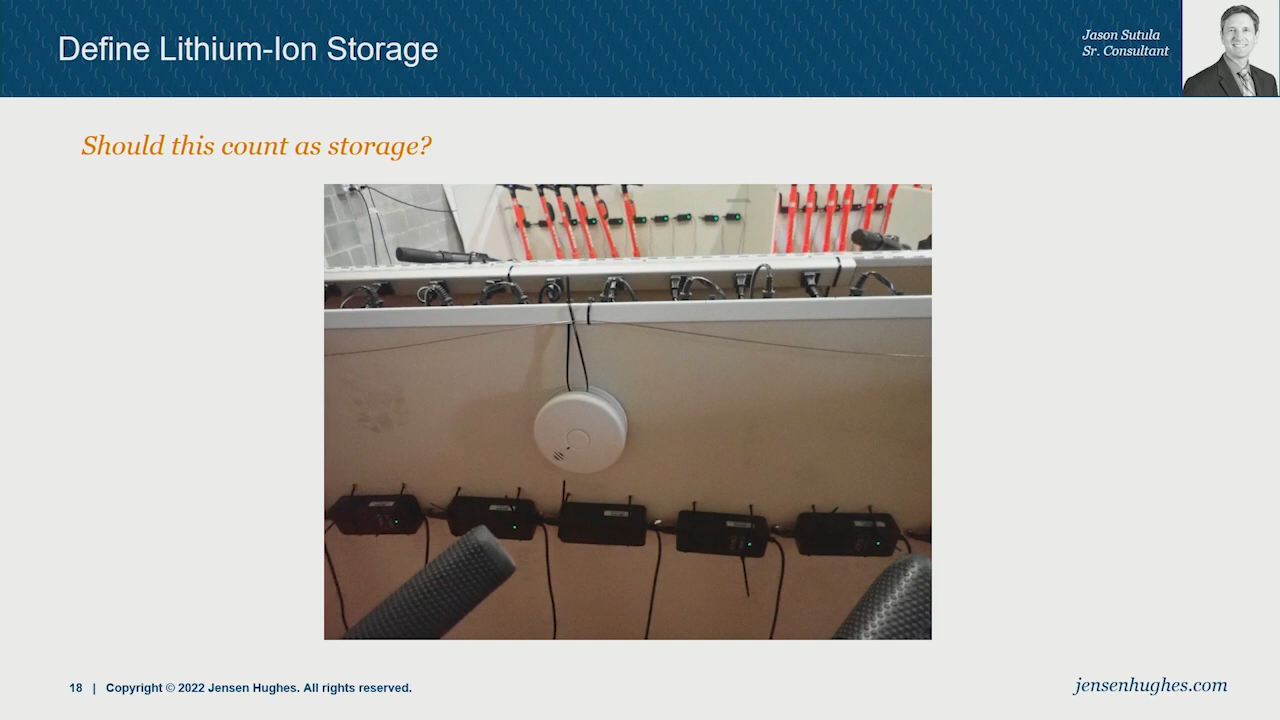 Define Lithium-Ion Storage
Jason Sutula
Sr. Consultant
Should this count as storage?
18 | Copyright © 2022 Jensen Hughes. All rights reserved.
jensenhughes.com